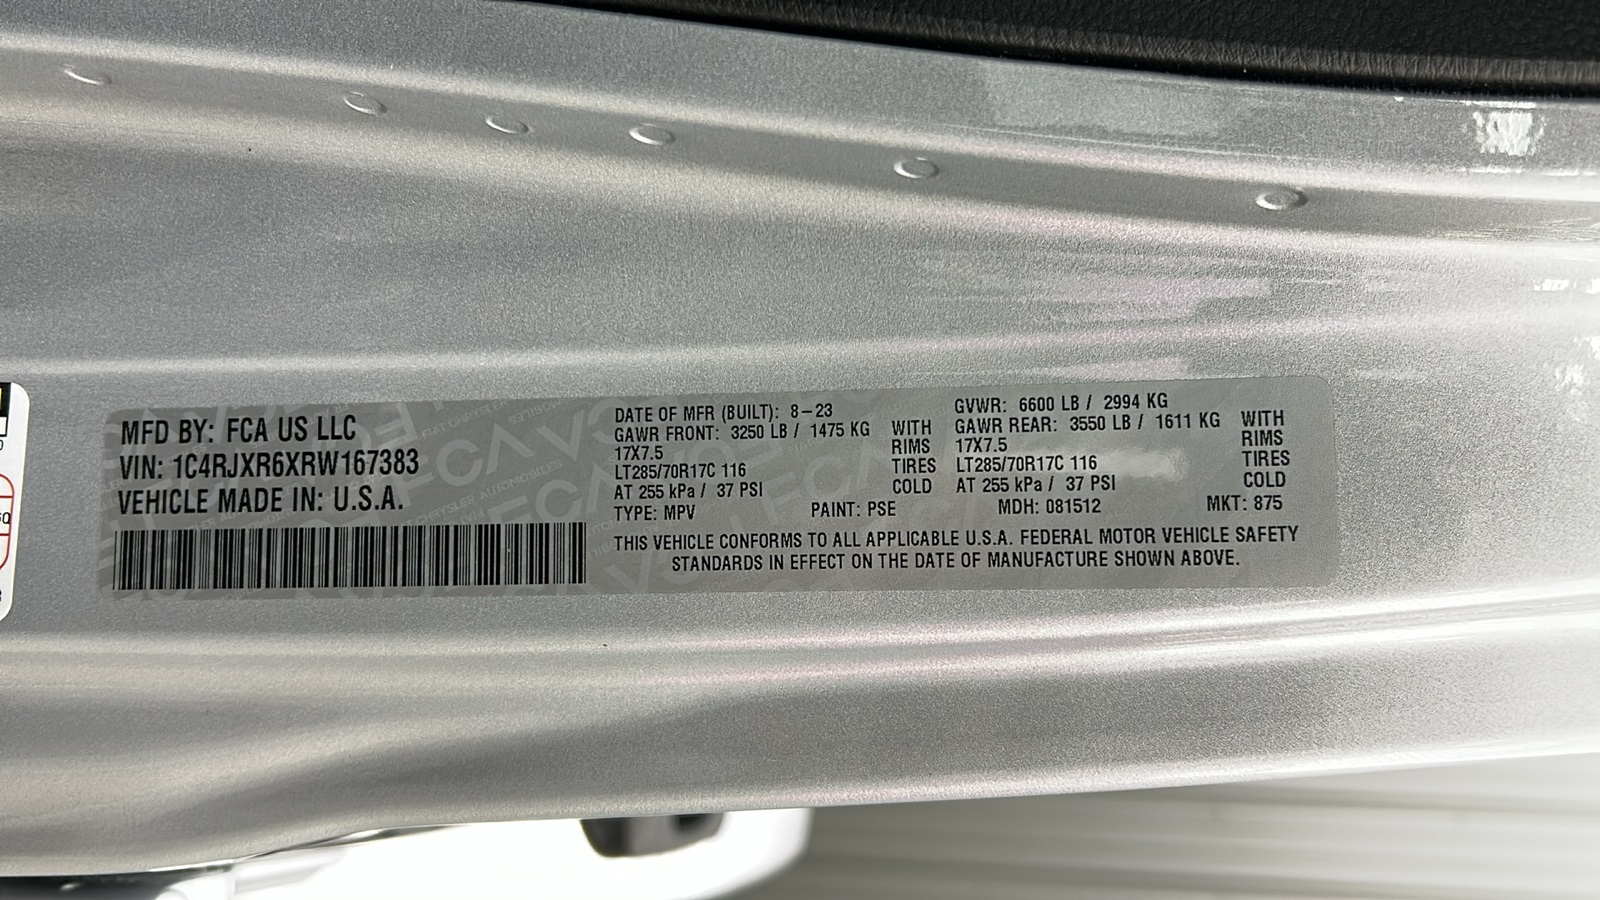 MFD BY: FCA US LLC
VIN: 1C4RJXR6XRW167383
VEHICLE MADE IN: U.S.A.
DATE OF MFR (BUILT): 8-23
GAWR FRONT: 3250 LB / 1475 KG WITH
17X7.5 RIMS
LT285/70R17C 116 TIRES
AT 255 kPa / 37 PSI COLD
GVWR: 6600 LB / 2994 KG
GAWR REAR: 3550 LB / 1611 KG WITH
17X7.5 RIMS
LT285/70R17C 116 TIRES
AT 255 kPa / 37 PSI COLD
TYPE: MPV PAINT: PSE MDH: 081512 MKT: 875
THIS VEHICLE CONFORMS TO ALL APPLICABLE U.S.A. FEDERAL MOTOR VEHICLE SAFETY
STANDARDS IN EFFECT ON THE DATE OF MANUFACTURE SHOWN ABOVE.